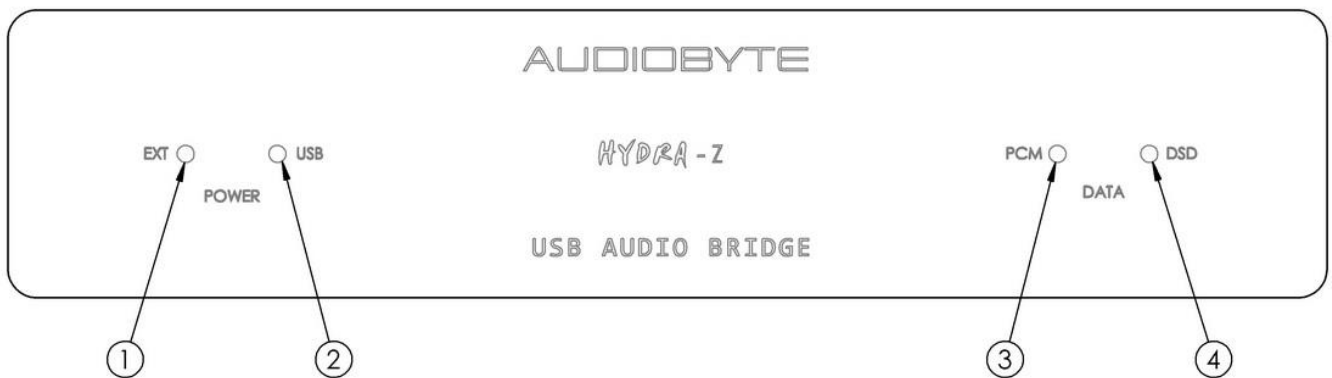 AUDIOBYTE
EXT USB HYDRA-Z PCM DSD
POWER DATA
USB AUDIO BRIDGE
1 2 3 4